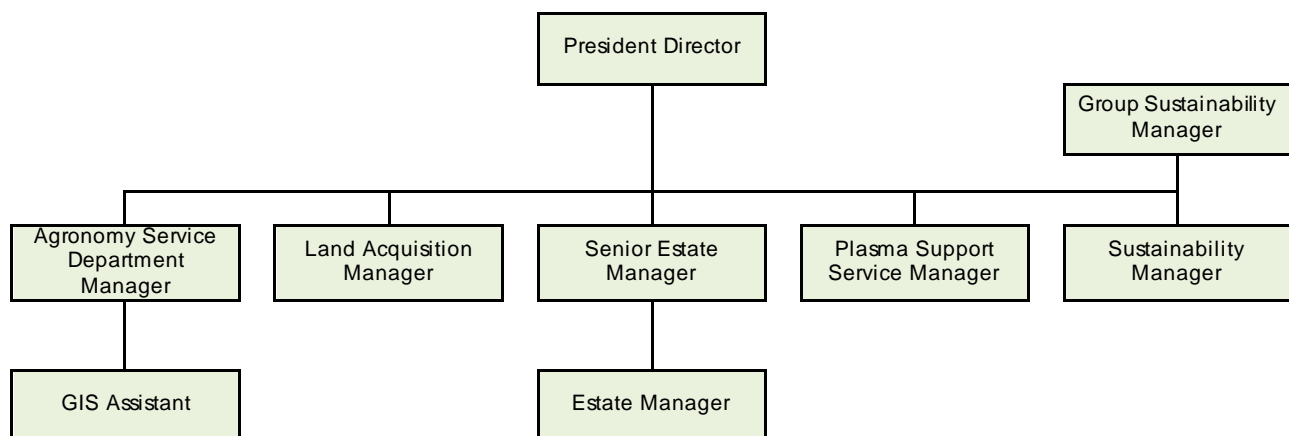 President Director
Group Sustainability
Manager
Agronomy Service
Department
Manager
Land Acquisition
Manager
Senior Estate
Manager
Plasma Support
Service Manager
Sustainability
Manager
GIS Assistant
Estate Manager